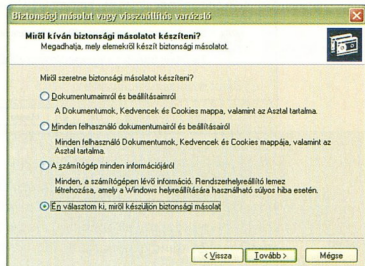 Biztonsági másolat vagy visszaállítás varázsló
Miről kíván biztonsági másolatot készíteni?
Megadhatja, mely elemekről készít biztonsági másolatot.
Miről szeretne biztonsági másolatot készíteni?
Dokumentumaimról és beállításaimról
A Dokumentumok, Kedvencek és Cookies mappa, valamint az Asztal tartalma.
Minden felhasználó dokumentumairól és beállításairól
Minden felhasználó Dokumentumok, Kedvencek és Cookies mappája, valamint az
Asztal tartalma.
A számítógép minden információjáról
Minden, a számítógépen lévő információ. Rendszerhelyreállító lemez
létrehozása, amely a Windows helyreállítására használható súlyos hiba esetén.
Én választom ki, miről készüljön biztonsági másolat
< Vissza Tovább > Mégse